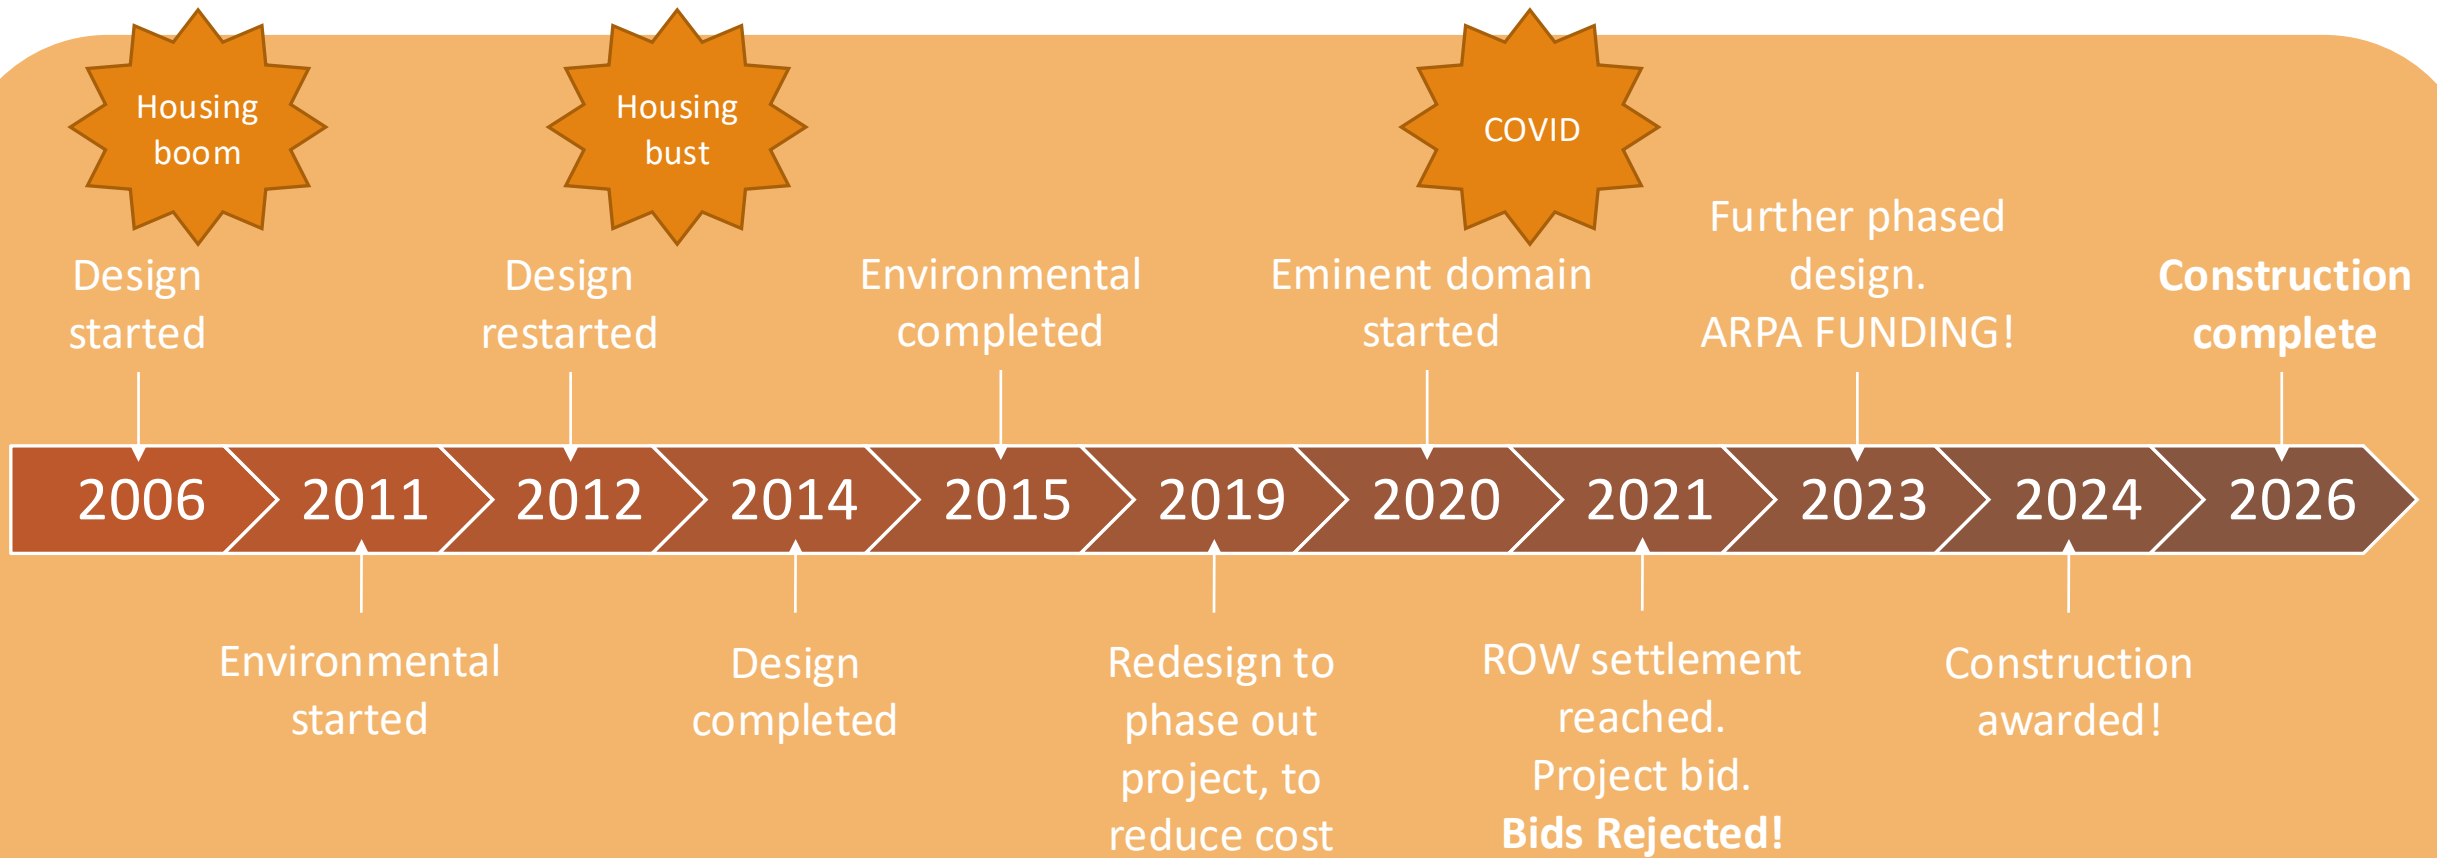 Housing
boom
Housing
bust
COVID
Design
started
Design
restarted
Environmental
completed
Eminent domain
started
Further phased
design.
ARPA FUNDING!
Construction
complete
2006
2011
2012
2014
2015
2019
2020
2021
2023
2024
2026
Environmental
started
Design
completed
Redesign to
phase out
project, to
reduce cost
ROW settlement
reached.
Project bid.
Bids Rejected!
Construction
awarded!